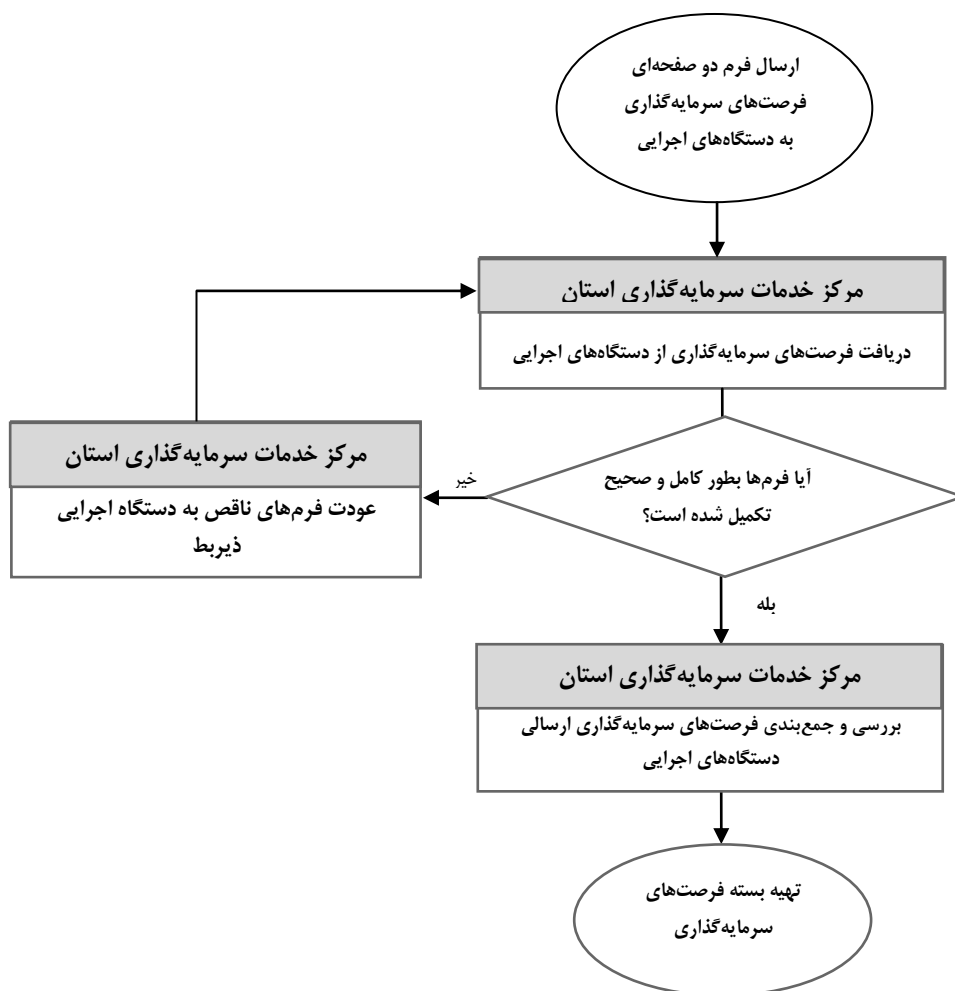 ارسال فرم دو صفحه‌ای
فرصت‌های سرمایه‌گذاری
به دستگاه‌های اجرایی
مرکز خدمات سرمایه‌گذاری استان
دریافت فرصت‌های سرمایه‌گذاری از دستگاه‌های اجرایی
آیا فرم‌ها بطور کامل و صحیح
تکمیل شده است؟
خیر
مرکز خدمات سرمایه‌گذاری استان
عودت فرم‌های ناقص به دستگاه اجرایی
ذیربط
بله
مرکز خدمات سرمایه‌گذاری استان
بررسی و جمع‌بندی فرصت‌های سرمایه‌گذاری ارسالی
دستگاه‌های اجرایی
تهیه بسته فرصت‌های
سرمایه‌گذاری